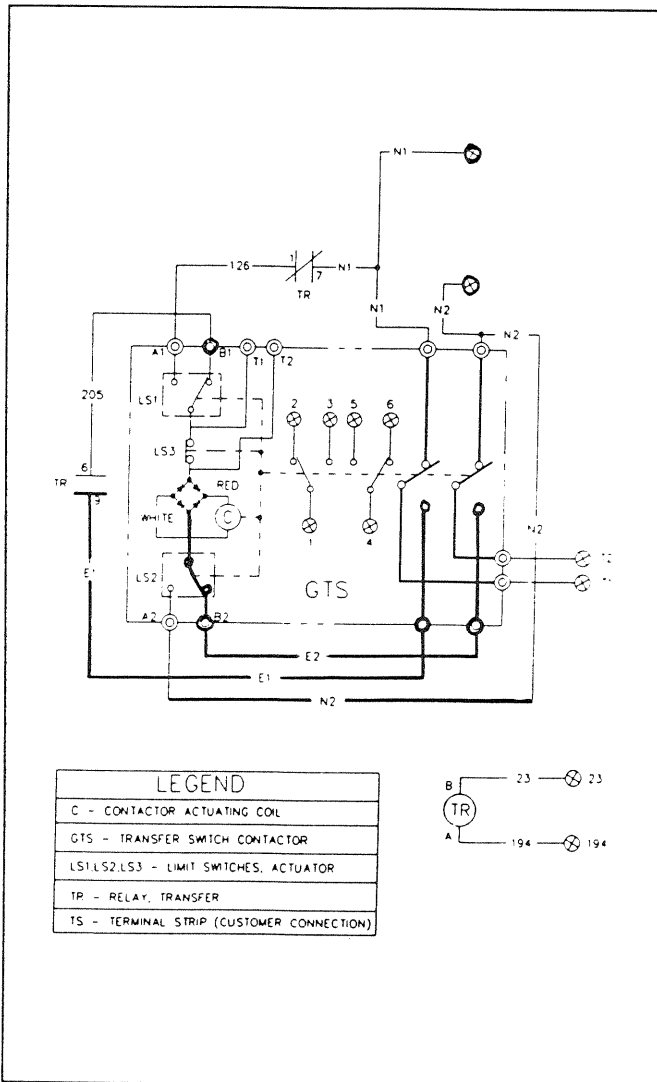 N1
126
1
7
N1
TR
N1
N2
N2
A1
B1
T1
T2
205
LS1
2
3
5
6
LS3
6
TR
9
RED
WHITE
C
1
4
N2
E1
LS2
GTS
A2
B2
E2
E1
N2
LEGEND
C - CONTACTOR ACTUATING COIL
GTS - TRANSFER SWITCH CONTACTOR
LS1,LS2,LS3 - LIMIT SWITCHES, ACTUATOR
TR - RELAY, TRANSFER
TS - TERMINAL STRIP (CUSTOMER CONNECTION)
B
23
23
TR
A
194
194